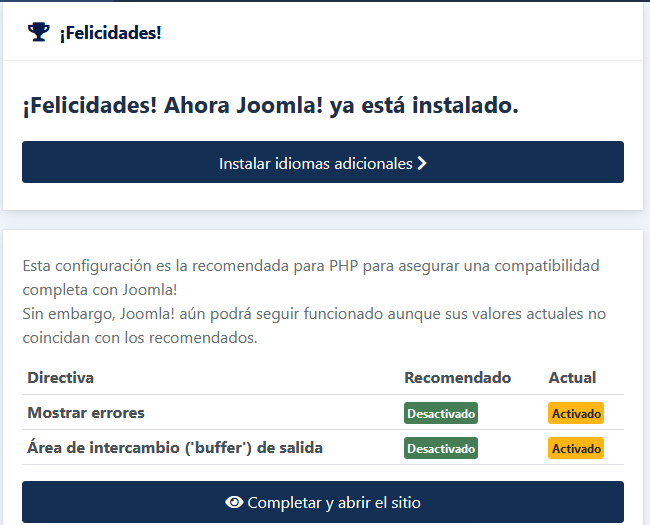 ¡Felicidades!
¡Felicidades! Ahora Joomla! ya está instalado.
Instalar idiomas adicionales
Esta configuración es la recomendada para PHP para asegurar una compatibilidad
completa con Joomla!
Sin embargo, Joomla! aún podrá seguir funcionado aunque sus valores actuales no
coincidan con los recomendados.
Directiva Recomendado Actual
Mostrar errores Desactivado Activado
Área de intercambio ('buffer') de salida Desactivado Activado
Completar y abrir el sitio